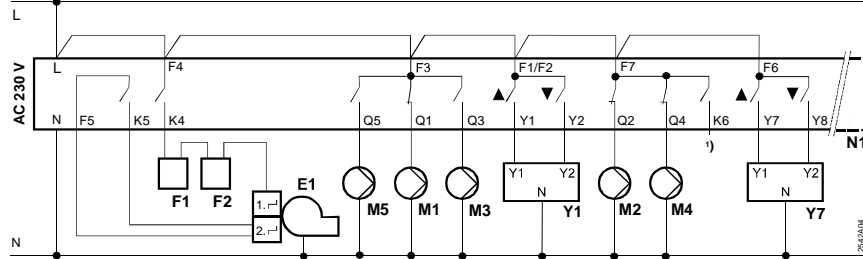 L
AC 230 V
L F4 F3 F1/F2 F7 F6
▲ ▼ ▲ ▼
N F5 K5 K4 Q5 Q1 Q3 Y1 Y2 Q2 Q4 K6 Y7 Y8
N1
1)
Y1 Y2 Y1 Y2
N N
F1 F2 E1 M5 M1 M3 Y1 M2 M4 Y7
1.
2.
N
2542A04